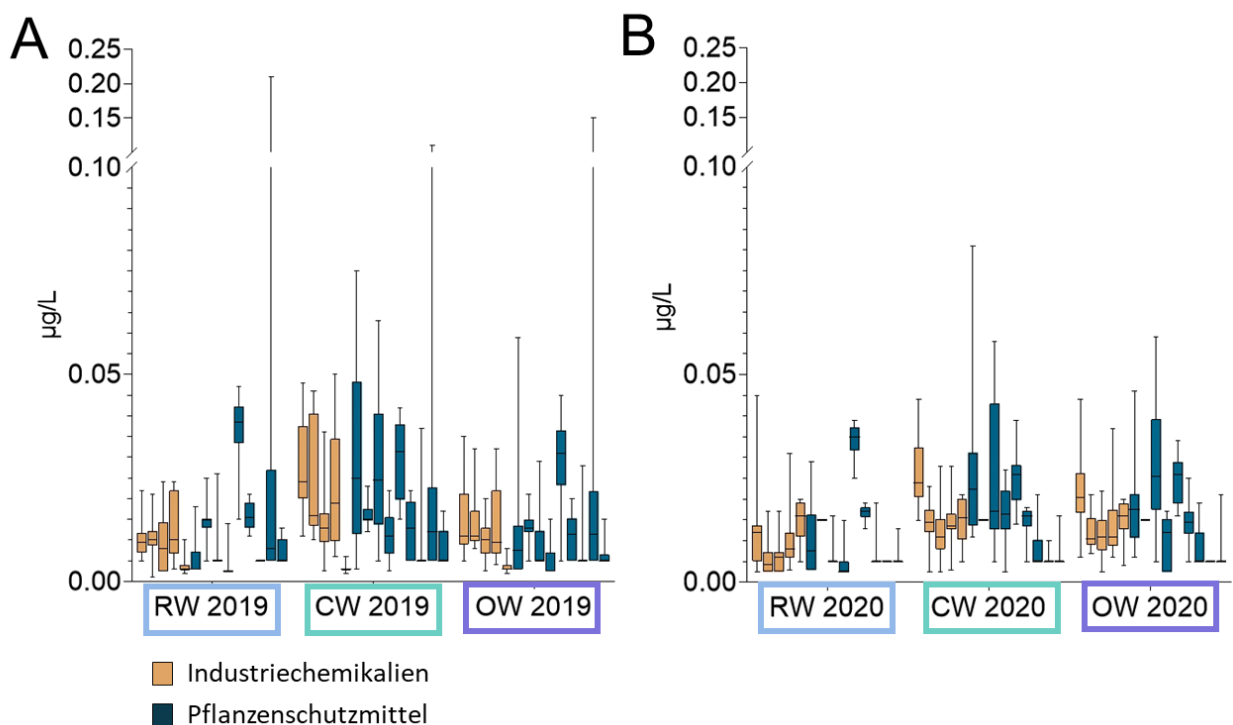 A
0.25
0.20
0.15
0.10
0.05
0.00
µg/L
RW 2019
CW 2019
OW 2019
B
0.25
0.20
0.15
0.10
0.05
0.00
µg/L
RW 2020
CW 2020
OW 2020
Industriechemikalien
Pflanzenschutzmittel